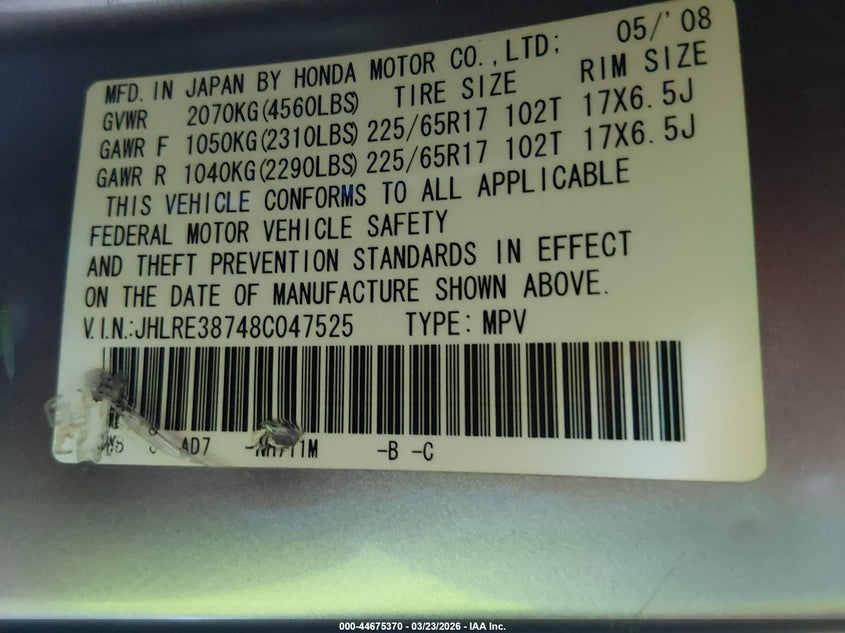 MFD. IN JAPAN BY HONDA MOTOR CO.,LTD; 05/'08
GVWR 2070KG(4560LBS) TIRE SIZE RIM SIZE
GAWR F 1050KG(2310LBS) 225/65R17 102T 17X6.5J
GAWR R 1040KG(2290LBS) 225/65R17 102T 17X6.5J
THIS VEHICLE CONFORMS TO ALL APPLICABLE
FEDERAL MOTOR VEHICLE SAFETY
AND THEFT PREVENTION STANDARDS IN EFFECT
ON THE DATE OF MANUFACTURE SHOWN ABOVE.
V.I.N.:JHLRE38748C047525 TYPE: MPV
AD7 -NH711M -B -C
000-44675370 - 03/23/2026 - IAA Inc.